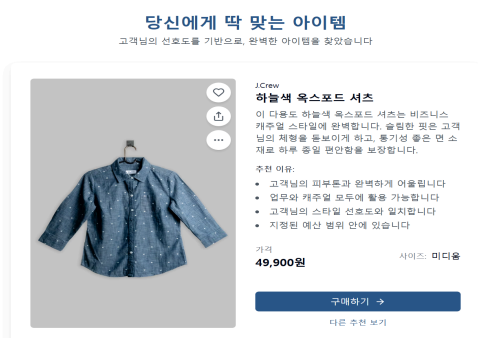 당신에게 딱 맞는 아이템
고객님의 선호도를 기반으로, 완벽한 아이템을 찾았습니다
J.Crew
하늘색 옥스포드 셔츠
이 다용도 하늘색 옥스포드 셔츠는 비즈니스
캐주얼 스타일에 완벽합니다. 슬림한 핏은 고객
님의 체형을 돋보이게 하고, 통기성 좋은 면 소
재로 하루 종일 편안함을 보장합니다.
추천 이유:
• 고객님의 피부톤과 완벽하게 어울립니다
• 업무와 캐주얼 모두에 활용 가능합니다
• 고객님의 스타일 선호도와 일치합니다
• 지정된 예산 범위 안에 있습니다
가격
49,900원
사이즈: 미디움
구매하기 →
다른 추천 보기